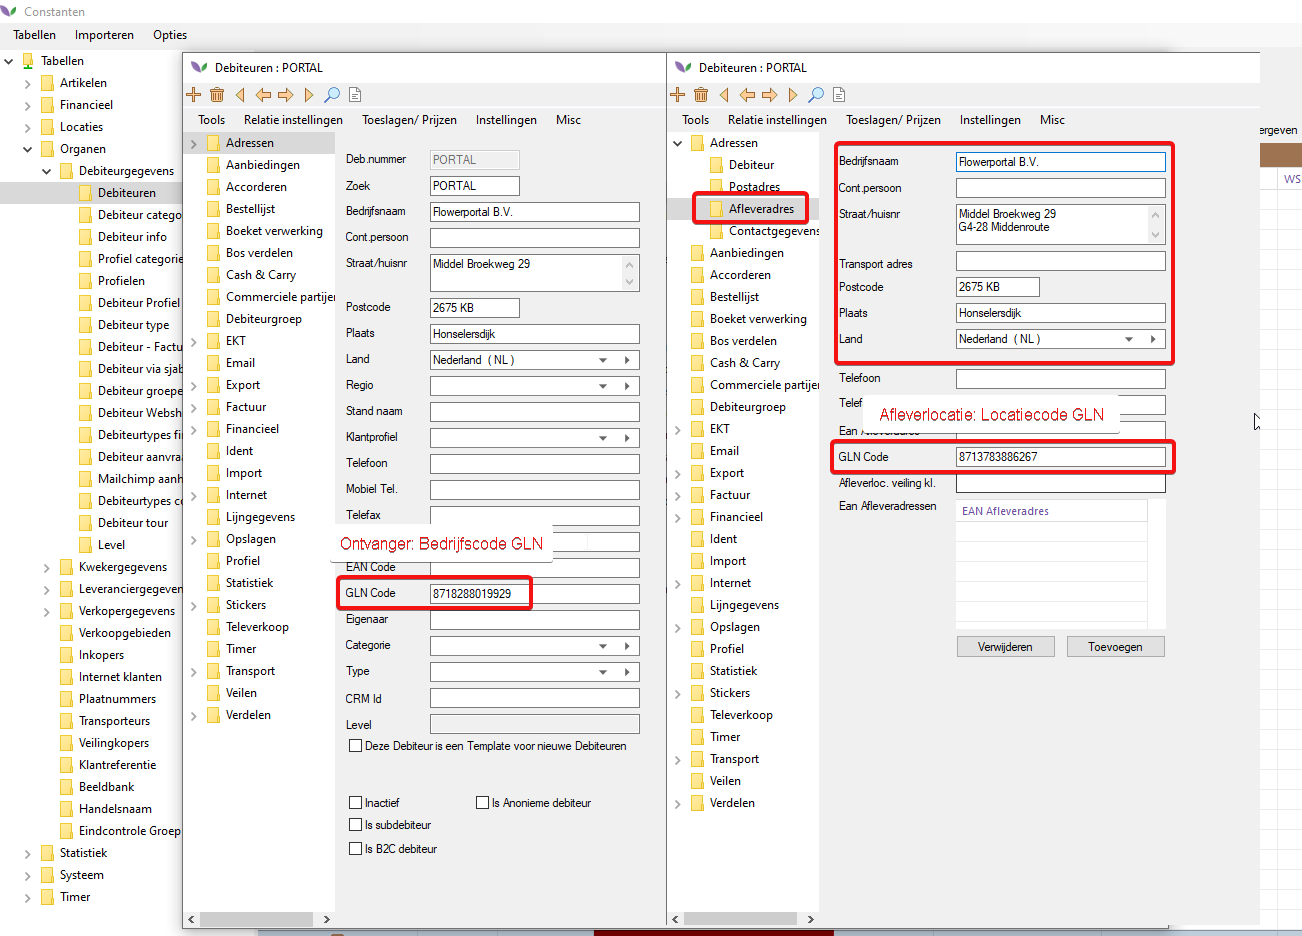 Constanten
Tabellen Importeren Opties
Tabellen
Artikelen
Financieel
Locaties
Organen
Debiteurgegevens
Debiteuren
Debiteur catego
Debiteur info
Profiel categorie
Profielen
Debiteur Profiel
Debiteur type
Debiteur - Factu
Debiteur via sjab
Debiteur groepe
Debiteur Websh
Debiteurtypes fi
Debiteur aanvra
Mailchimp aanh
Debiteurtypes c
Debiteur tour
Level
Kwekergegevens
Leveranciergegeven
Verkopergegevens
Verkoopgebieden
Inkopers
Internet klanten
Plaatnummers
Transporteurs
Veilingkopers
Klantreferentie
Beeldbank
Handelsnaam
Eindcontrole Groep
Statistiek
Systeem
Timer
Debiteuren : PORTAL
Tools Relatie instellingen Toeslagen/ Prijzen Instellingen Misc
Adressen
Aanbiedingen
Accorderen
Bestellijst
Boeket verwerking
Bos verdelen
Cash & Carry
Commerciele partijen
Debiteurgroep
EKT
Email
Export
Factuur
Financieel
Ident
Import
Internet
Lijngegevens
Opslagen
Profiel
Statistiek
Stickers
Televerkoop
Timer
Transport
Veilen
Verdelen
Deb.nummer PORTAL
Zoek PORTAL
Bedrijfsnaam Flowerportal B.V.
Cont.persoon
Straat/huisnr Middel Broekweg 29
Postcode 2675 KB
Plaats Honselersdijk
Land Nederland ( NL )
Regio
Stand naam
Klantprofiel
Telefoon
Mobiel Tel.
Telefax
Ontvanger: Bedrijfscode GLN
EAN Code
GLN Code 8718288019929
Eigenaar
Categorie
Type
CRM Id
Level
Deze Debiteur is een Template voor nieuwe Debiteuren
Inactief Is Anonieme debiteur
Is subdebiteur
Is B2C debiteur
Debiteuren : PORTAL
Tools Relatie instellingen Toeslagen/ Prijzen Instellingen Misc
Adressen
Debiteur
Postadres
Afleveradres
Contactgegevens
Aanbiedingen
Accorderen
Bestellijst
Boeket verwerking
Bos verdelen
Cash & Carry
Commerciele partijen
Debiteurgroep
EKT
Email
Export
Factuur
Financieel
Ident
Import
Internet
Lijngegevens
Opslagen
Profiel
Statistiek
Stickers
Televerkoop
Timer
Transport
Veilen
Verdelen
Bedrijfsnaam Flowerportal B.V.
Cont.persoon
Straat/huisnr Middel Broekweg 29
G4-28 Middenroute
Transport adres
Postcode 2675 KB
Plaats Honselersdijk
Land Nederland ( NL )
Telefoon
Telef
Afleverlocatie: Locatiecode GLN
Ean Afleveradres
GLN Code 8713783886267
Afleverloc. veiling kl.
Ean Afleveradressen EAN Afleveradres
Verwijderen Toevoegen
ergeven
WS